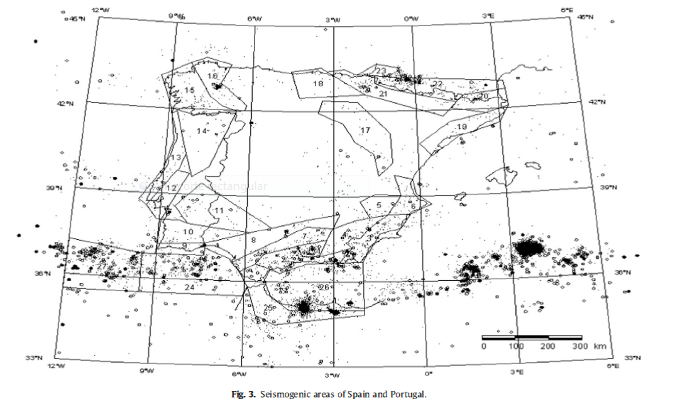 12°W 9°W 6°W 3°W 0°W 3°E 6°E
45°N 45°N
23
16
18 22
15 21 20
42°N 42°N
17 19
14
13
39°N 39°N
12
11 5 6
10 8 7
9
36°N 36°N
24 26
25
0 100 200 300 km
33°N 33°N
12°W 9°W 6°W 3°W 0° 3°E 6°E
Fig. 3. Seismogenic areas of Spain and Portugal.